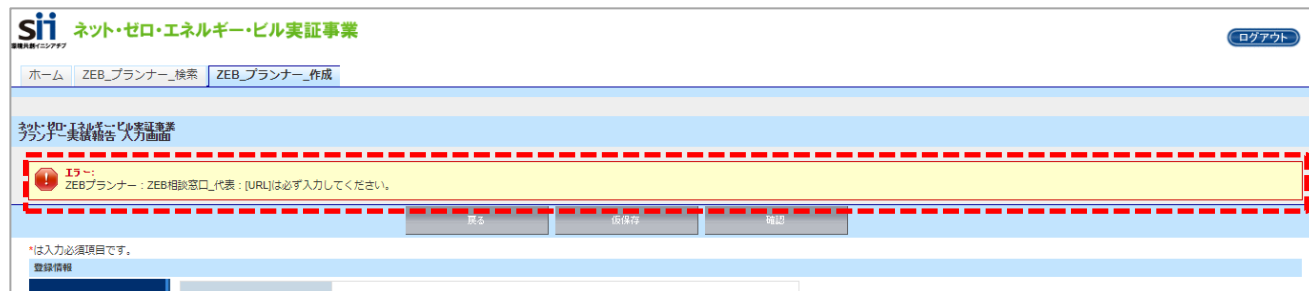 sii ネット・ゼロ・エネルギー・ビル実証事業
環境共創イニシアチブ
ログアウト
ホーム ZEB_プランナー_検索 ZEB_プランナー_作成
ネット・ゼロ・エネルギー・ビル実証事業
プランナー実績報告 入力画面
エラー:
ZEBプランナー：ZEB相談窓口_代表：[URL]は必ず入力してください。
戻る 仮保存 確認
*は入力必須項目です。
登録情報